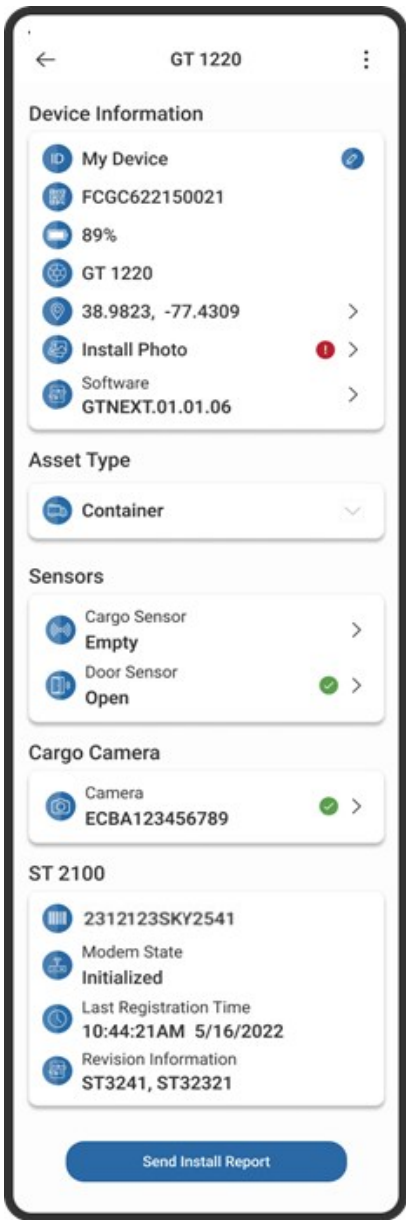 GT 1220
Device Information
ID My Device
FCGC622150021
89%
GT 1220
38.9823, -77.4309
Install Photo !
Software
GTNEXT.01.01.06
Asset Type
Container
Sensors
Cargo Sensor
Empty
Door Sensor
Open
Cargo Camera
Camera
ECBA123456789
ST 2100
2312123SKY2541
Modem State
Initialized
Last Registration Time
10:44:21AM 5/16/2022
Revision Information
ST3241, ST32321
Send Install Report